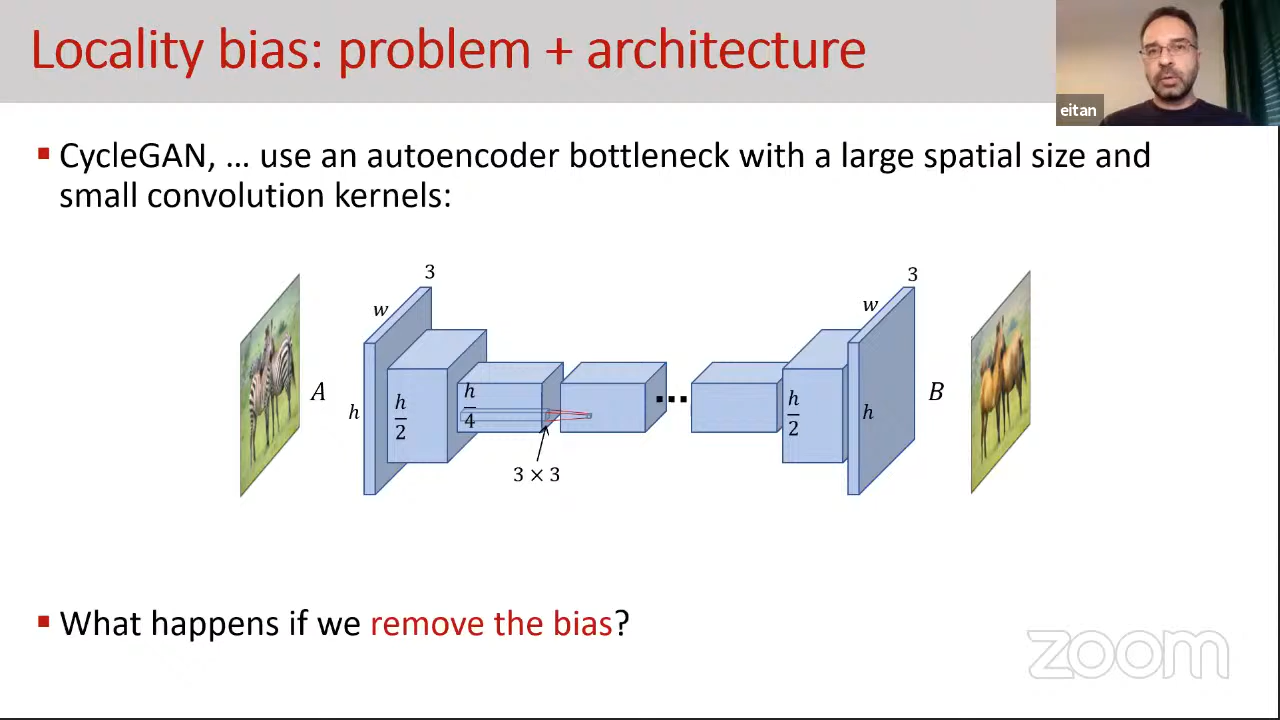 Locality bias: problem + architecture
eitan
▪ CycleGAN, ... use an autoencoder bottleneck with a large spatial size and
small convolution kernels:
3
w
h
A
h/2
h/4
3 × 3
h/2
3
w
h
B
▪ What happens if we remove the bias?
zoom